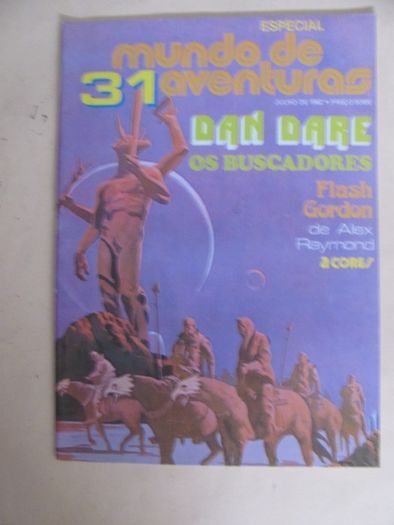 ESPECIAL
mundo de
31 aventuras
DAN DARE
OS BUSCADORES
Flash
Gordon
de Alex
Raymond
a CORES